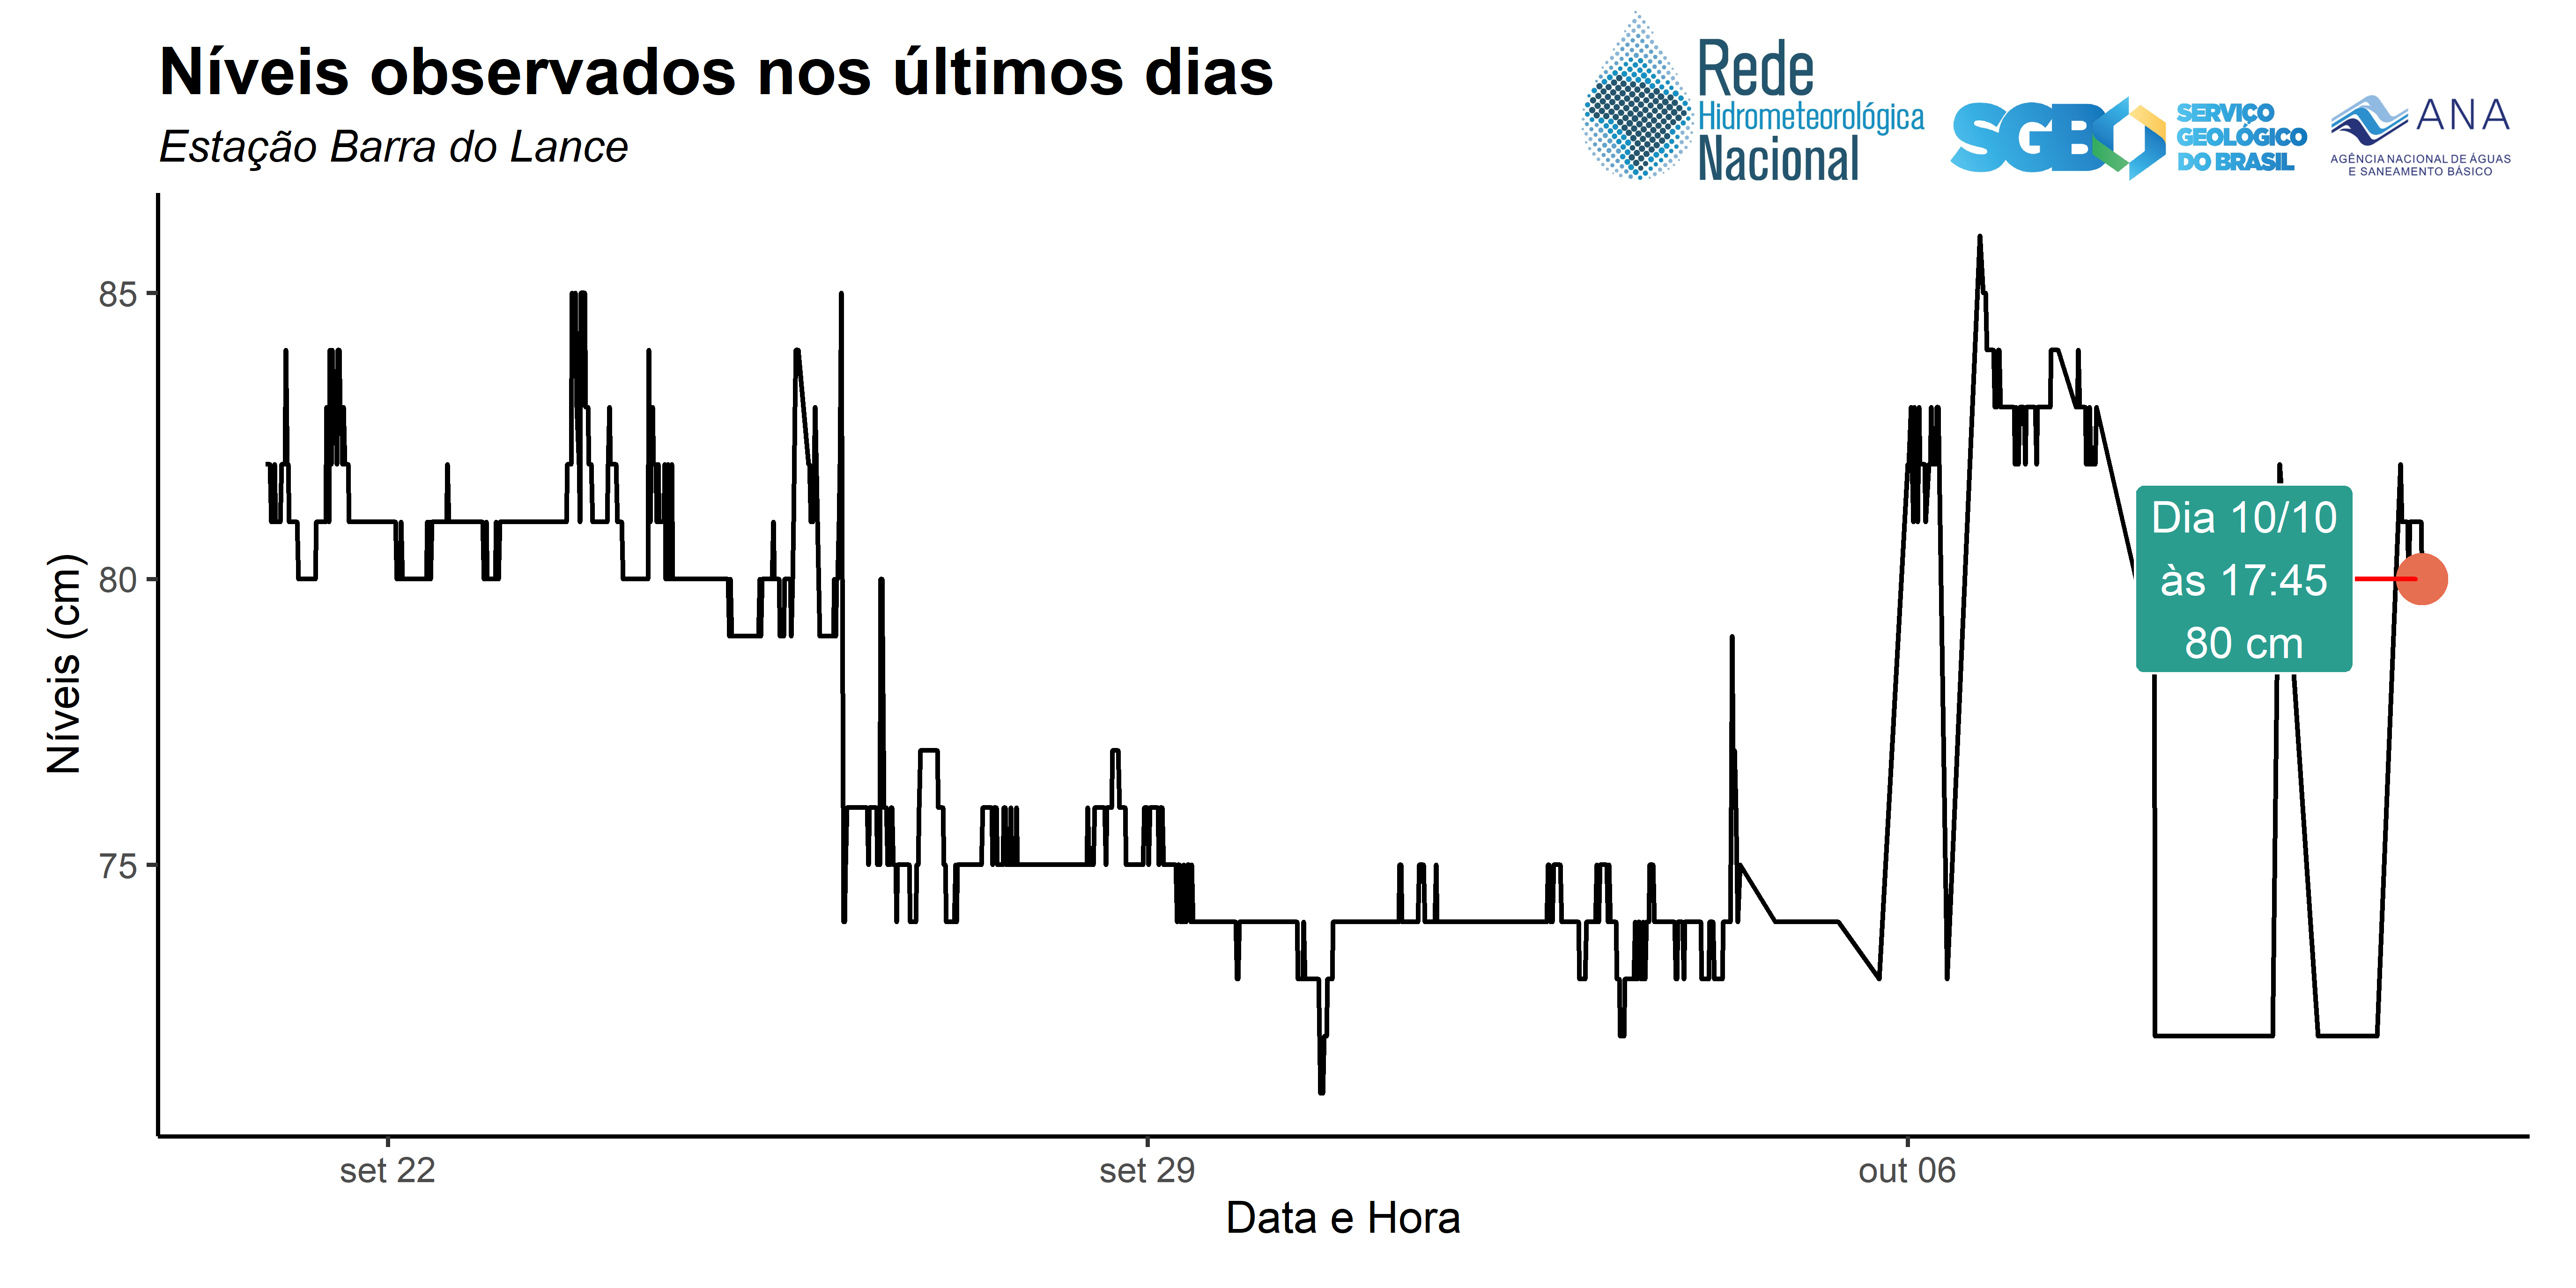 Níveis observados nos últimos dias
Estação Barra do Lance
Rede
Hidrometeorológica
Nacional
SGB
SERVIÇO
GEOLÓGICO
DO BRASIL
ANA
AGÊNCIA NACIONAL DE ÁGUAS
E SANEAMENTO BÁSICO
85
80
75
Níveis (cm)
Dia 10/10
às 17:45
80 cm
set 22
set 29
out 06
Data e Hora